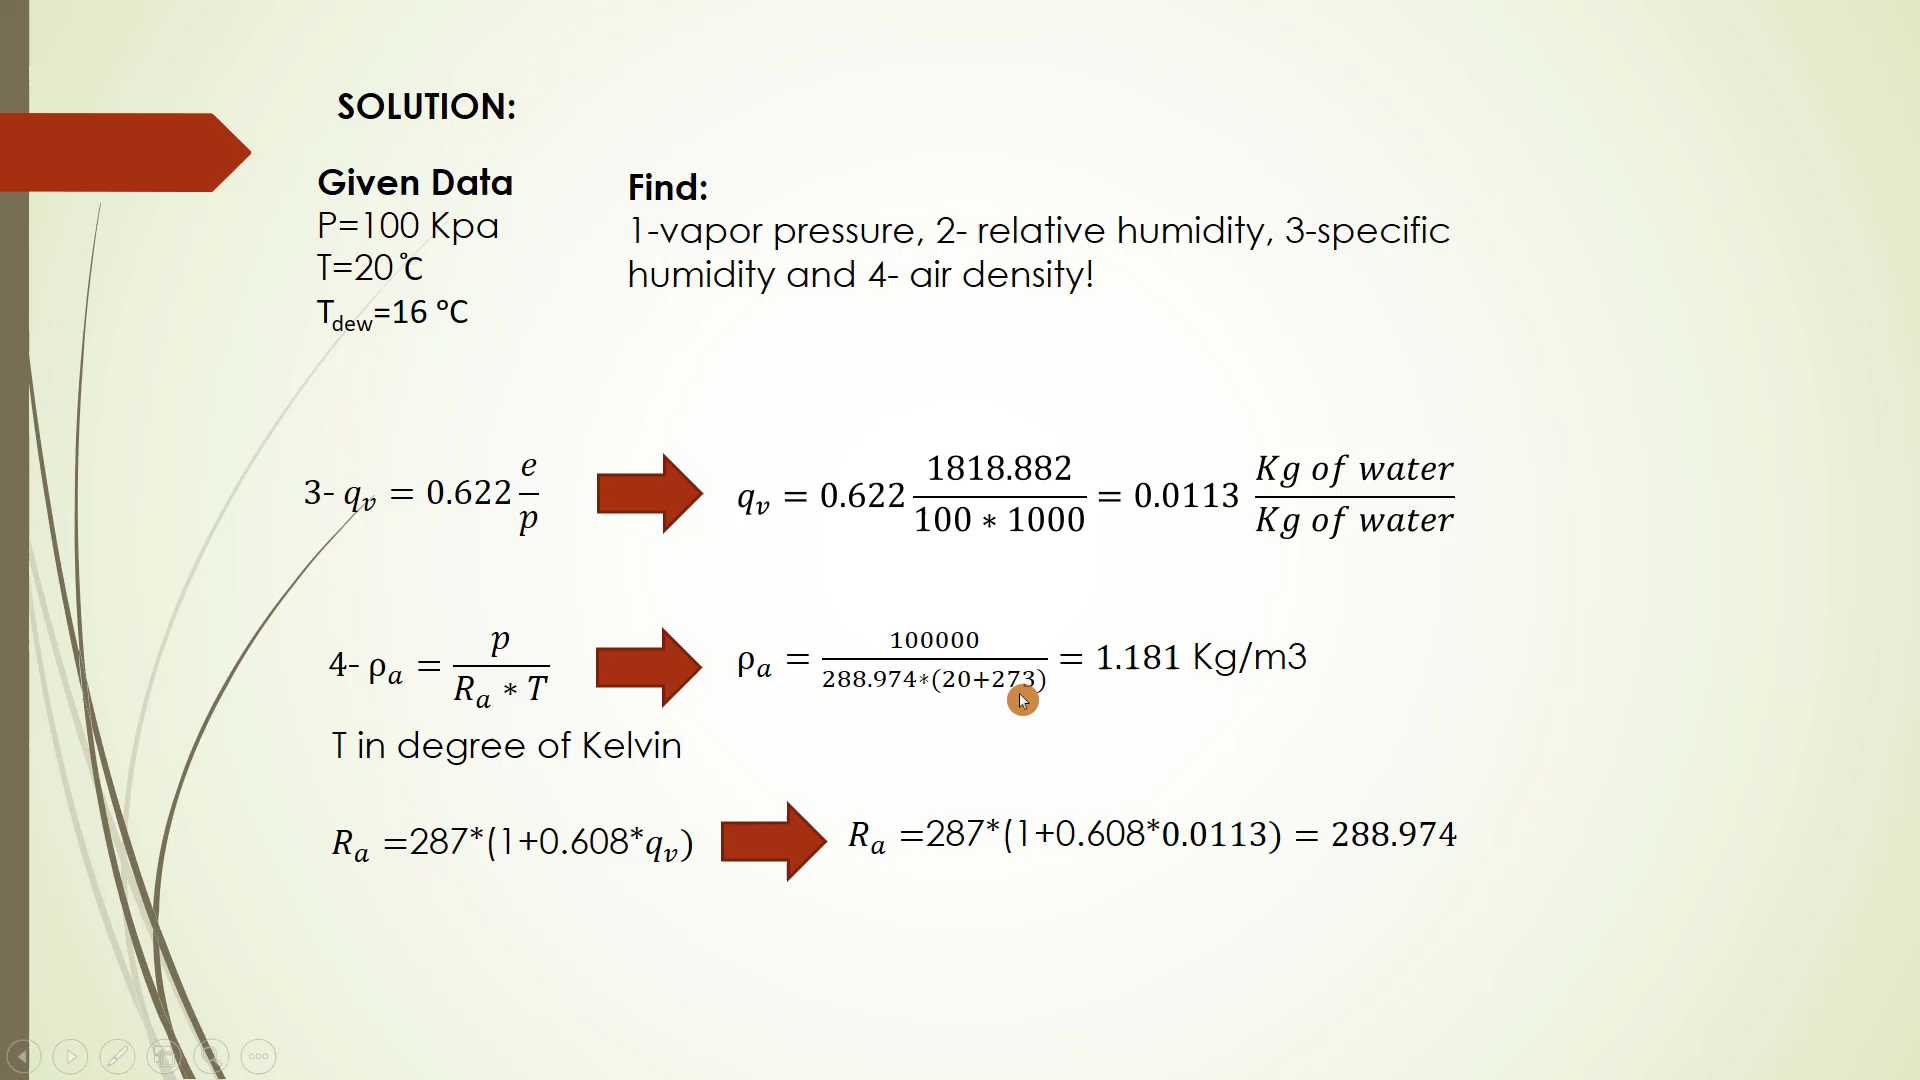 SOLUTION:
Given Data
P=100 Kpa
T=20 ℃
T_dew=16 °C
Find:
1-vapor pressure, 2- relative humidity, 3-specific
humidity and 4- air density!
3- q_v = 0.622 e/p
q_v = 0.622 1818.882/(100 * 1000) = 0.0113 (Kg of water)/(Kg of water)
4- ρ_a = p/(R_a * T)
ρ_a = 100000/(288.974*(20+273)) = 1.181 Kg/m3
T in degree of Kelvin
R_a =287*(1+0.608*q_v)
R_a =287*(1+0.608*0.0113) = 288.974